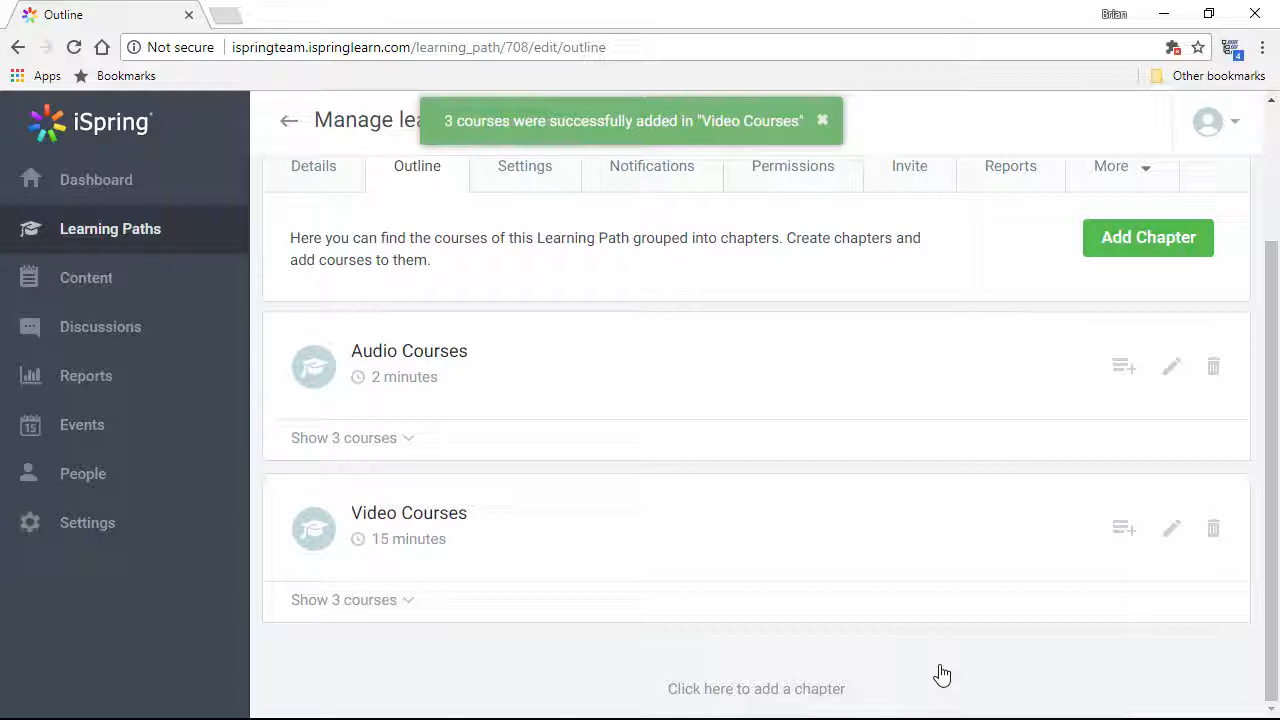 Outline
Brian
Not secure
ispringteam.ispringlearn.com/learning_path/708/edit/outline
4
Apps
Bookmarks
Other bookmarks
iSpring
Manage lea
3 courses were successfully added in "Video Courses"
Dashboard
Learning Paths
Content
Discussions
Reports
15
Events
People
Settings
Details
Outline
Settings
Notifications
Permissions
Invite
Reports
More
Here you can find the courses of this Learning Path grouped into chapters. Create chapters and
add courses to them.
Add Chapter
Audio Courses
2 minutes
Show 3 courses
Video Courses
15 minutes
Show 3 courses
Click here to add a chapter